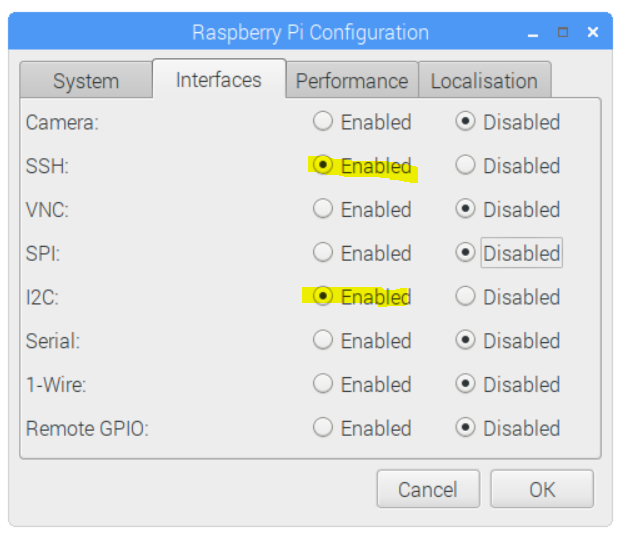 Raspberry Pi Configuration
System Interfaces Performance Localisation
Camera: Enabled Disabled
SSH: Enabled Disabled
VNC: Enabled Disabled
SPI: Enabled Disabled
I2C: Enabled Disabled
Serial: Enabled Disabled
1-Wire: Enabled Disabled
Remote GPIO: Enabled Disabled
Cancel OK